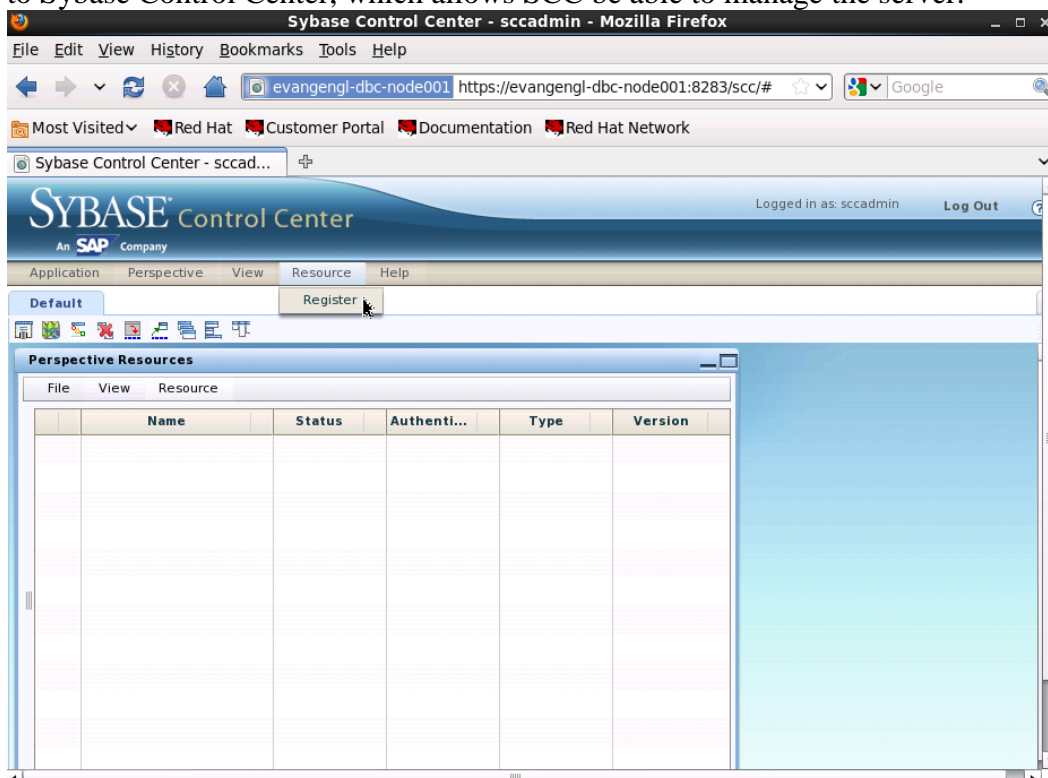 to Sybase Control Center, which allows SCC be able to manage the server.
Sybase Control Center - sccadmin - Mozilla Firefox
File Edit View History Bookmarks Tools Help
evangengl-dbc-node001 https://evangengl-dbc-node001:8283/scc/# Google
Most Visited Red Hat Customer Portal Documentation Red Hat Network
Sybase Control Center - sccad...
SYBASE Control Center
An SAP Company
Logged in as: sccadmin Log Out ?
Application Perspective View Resource Help
Default Register
Perspective Resources
File View Resource
Name Status Authenti... Type Version